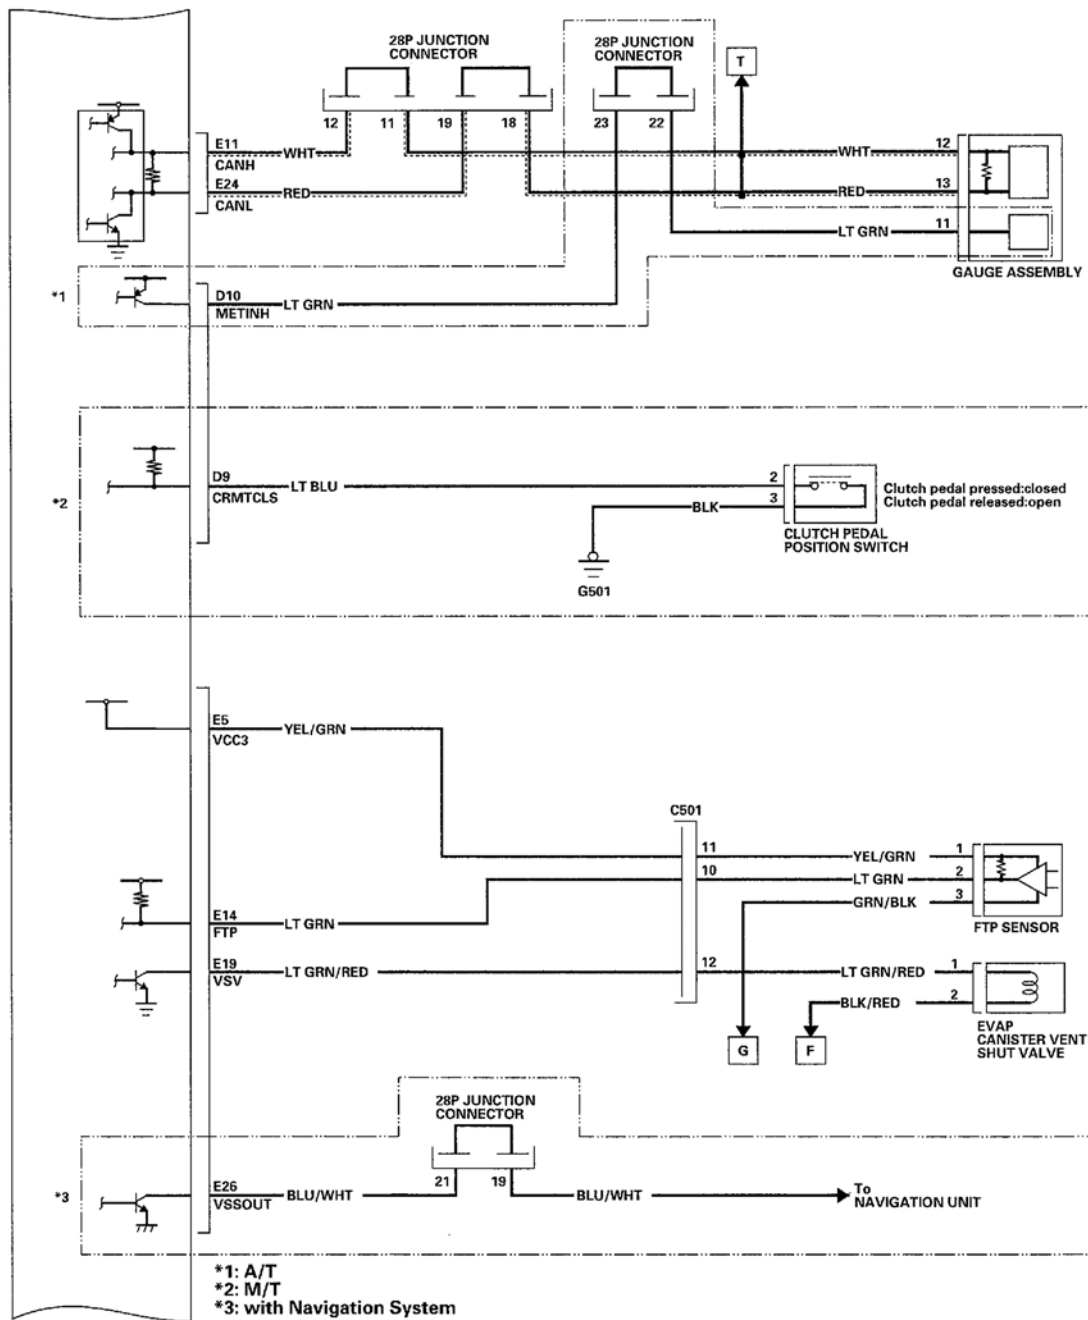 28P JUNCTION
CONNECTOR
28P JUNCTION
CONNECTOR
T
12
11
19
18
23
22
E11
CANH
WHT
WHT
12
E24
CANL
RED
RED
13
LT GRN
11
GAUGE ASSEMBLY
*1
D10
METINH
LT GRN
*2
D9
CRMTCLS
LT BLU
2
3
BLK
Clutch pedal pressed:closed
Clutch pedal released:open
CLUTCH PEDAL
POSITION SWITCH
G501
E5
VCC3
YEL/GRN
C501
11
YEL/GRN
1
10
LT GRN
2
GRN/BLK
3
FTP SENSOR
E14
FTP
LT GRN
E19
VSV
LT GRN/RED
12
LT GRN/RED
1
BLK/RED
2
EVAP
CANISTER VENT
SHUT VALVE
G
F
28P JUNCTION
CONNECTOR
21
19
*3
E26
VSSOUT
BLU/WHT
BLU/WHT
To
NAVIGATION UNIT
*1: A/T
*2: M/T
*3: with Navigation System